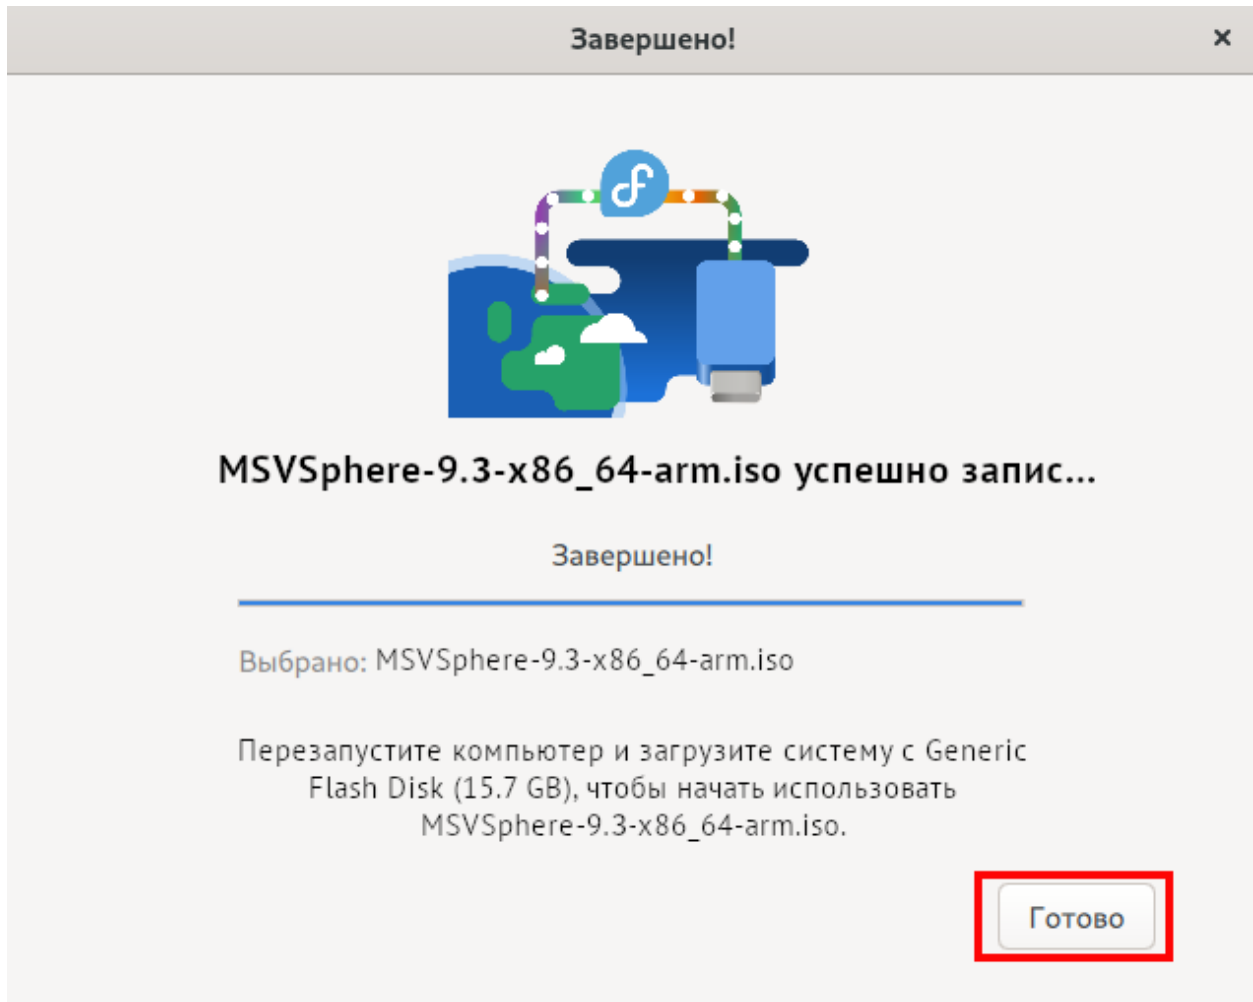 Завершено!
MSVSphere-9.3-x86_64-arm.iso успешно запис...
Завершено!
Выбрано: MSVSphere-9.3-x86_64-arm.iso
Перезапустите компьютер и загрузите систему с Generic
Flash Disk (15.7 GB), чтобы начать использовать
MSVSphere-9.3-x86_64-arm.iso.
Готово